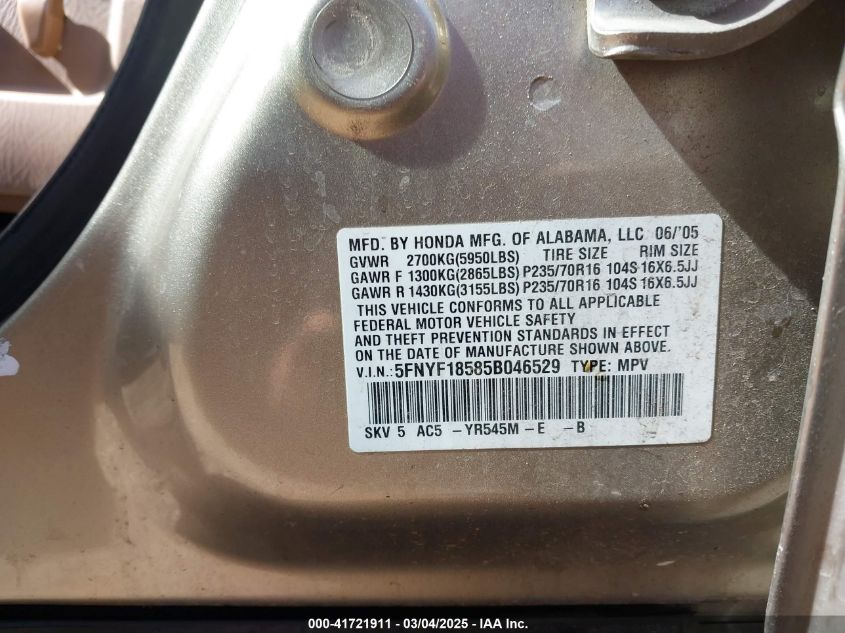 MFD. BY HONDA MFG. OF ALABAMA, LLC 06/'05
GVWR 2700KG(5950LBS) TIRE SIZE RIM SIZE
GAWR F 1300KG(2865LBS) P235/70R16 104S 16X6.5JJ
GAWR R 1430KG(3155LBS) P235/70R16 104S 16X6.5JJ
THIS VEHICLE CONFORMS TO ALL APPLICABLE
FEDERAL MOTOR VEHICLE SAFETY
AND THEFT PREVENTION STANDARDS IN EFFECT
ON THE DATE OF MANUFACTURE SHOWN ABOVE.
V.I.N.: 5FNYF18585B046529 TYPE: MPV
SKV 5 AC5 -YR545M-E -B
000-41721911 - 03/04/2025 - IAA Inc.